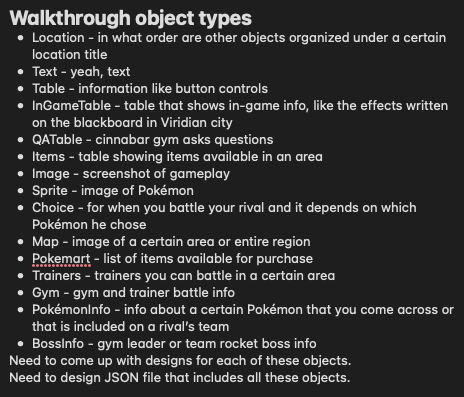 Walkthrough object types
• Location - in what order are other objects organized under a certain
location title
• Text - yeah, text
• Table - information like button controls
• InGameTable - table that shows in-game info, like the effects written
on the blackboard in Viridian city
• QATable - cinnabar gym asks questions
• Items - table showing items available in an area
• Image - screenshot of gameplay
• Sprite - image of Pokémon
• Choice - for when you battle your rival and it depends on which
Pokémon he chose
• Map - image of a certain area or entire region
• Pokemart - list of items available for purchase
• Trainers - trainers you can battle in a certain area
• Gym - gym and trainer battle info
• PokémonInfo - info about a certain Pokémon that you come across or
that is included on a rival’s team
• BossInfo - gym leader or team rocket boss info
Need to come up with designs for each of these objects.
Need to design JSON file that includes all these objects.